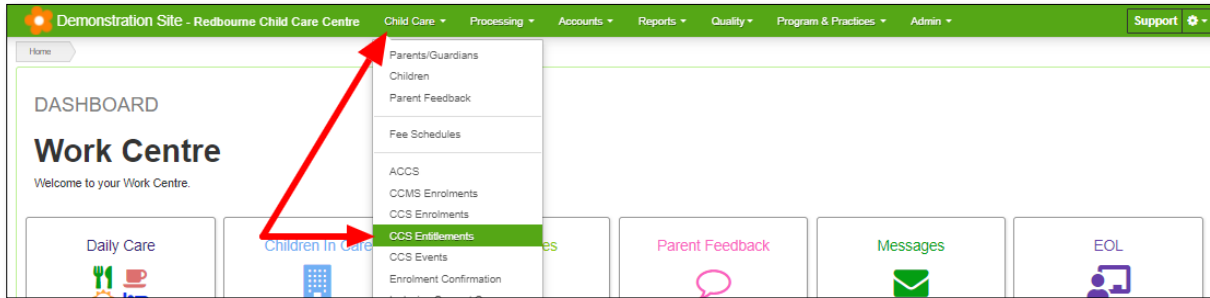 Demonstration Site - Redbourne Child Care Centre Child Care Processing Accounts Reports Quality Program & Practices Admin Support
Home
Parents/Guardians
Children
Parent Feedback
Fee Schedules
ACCS
CCMS Enrolments
CCS Enrolments
CCS Entitlements
CCS Events
Enrolment Confirmation
DASHBOARD
Work Centre
Welcome to your Work Centre.
Daily Care
Children In Care
Parent Feedback
Messages
EOL